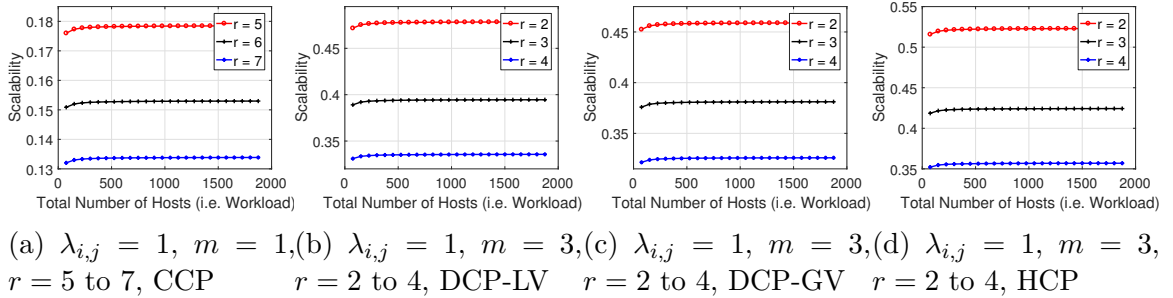 0.18
0.17
0.16
0.15
0.14
0.13
Scalability
r = 5
r = 6
r = 7
0 500 1000 1500 2000
Total Number of Hosts (i.e. Workload)
0.45
0.4
0.35
Scalability
r = 2
r = 3
r = 4
0 500 1000 1500 2000
Total Number of Hosts (i.e. Workload)
0.45
0.4
0.35
Scalability
r = 2
r = 3
r = 4
0 500 1000 1500 2000
Total Number of Hosts (i.e. Workload)
0.55
0.5
0.45
0.4
0.35
Scalability
r = 2
r = 3
r = 4
0 500 1000 1500 2000
Total Number of Hosts (i.e. Workload)
(a) λi,j = 1, m = 1,
r = 5 to 7, CCP
(b) λi,j = 1, m = 3,
r = 2 to 4, DCP-LV
(c) λi,j = 1, m = 3,
r = 2 to 4, DCP-GV
(d) λi,j = 1, m = 3,
r = 2 to 4, HCP